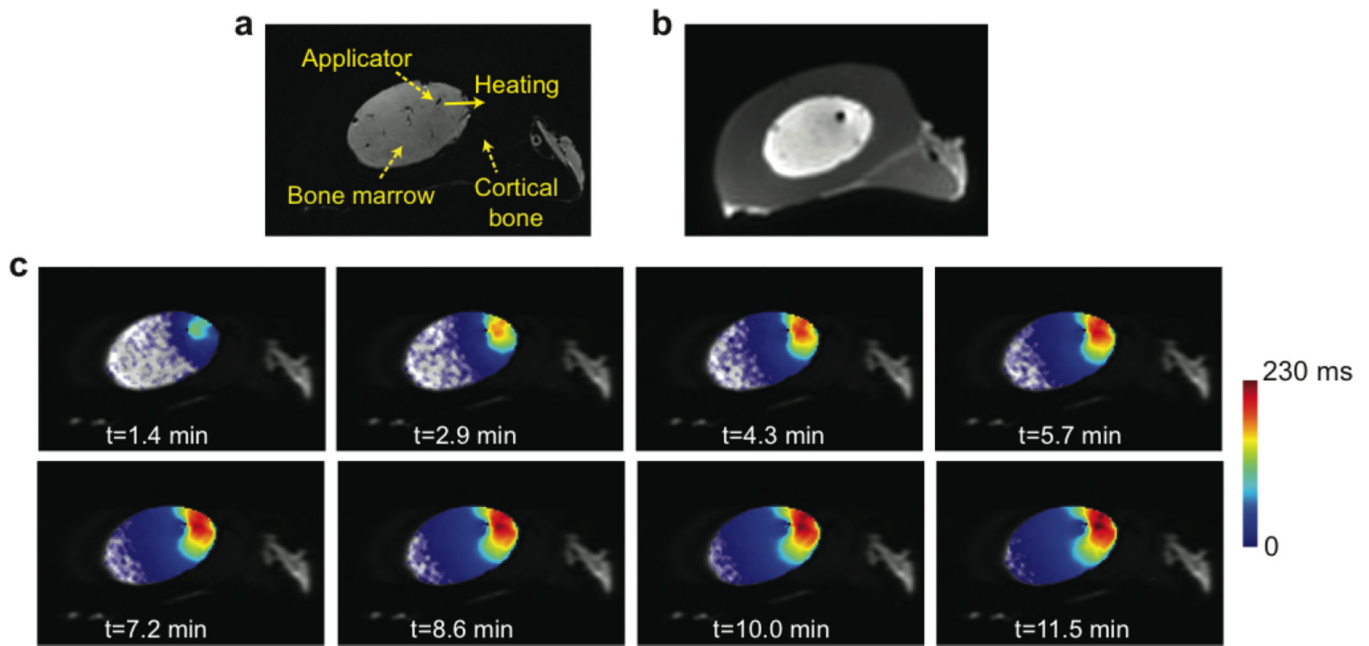 a
b
Applicator
Heating
Bone marrow
Cortical
bone
c
t=1.4 min
t=2.9 min
t=4.3 min
t=5.7 min
230 ms
0
t=7.2 min
t=8.6 min
t=10.0 min
t=11.5 min